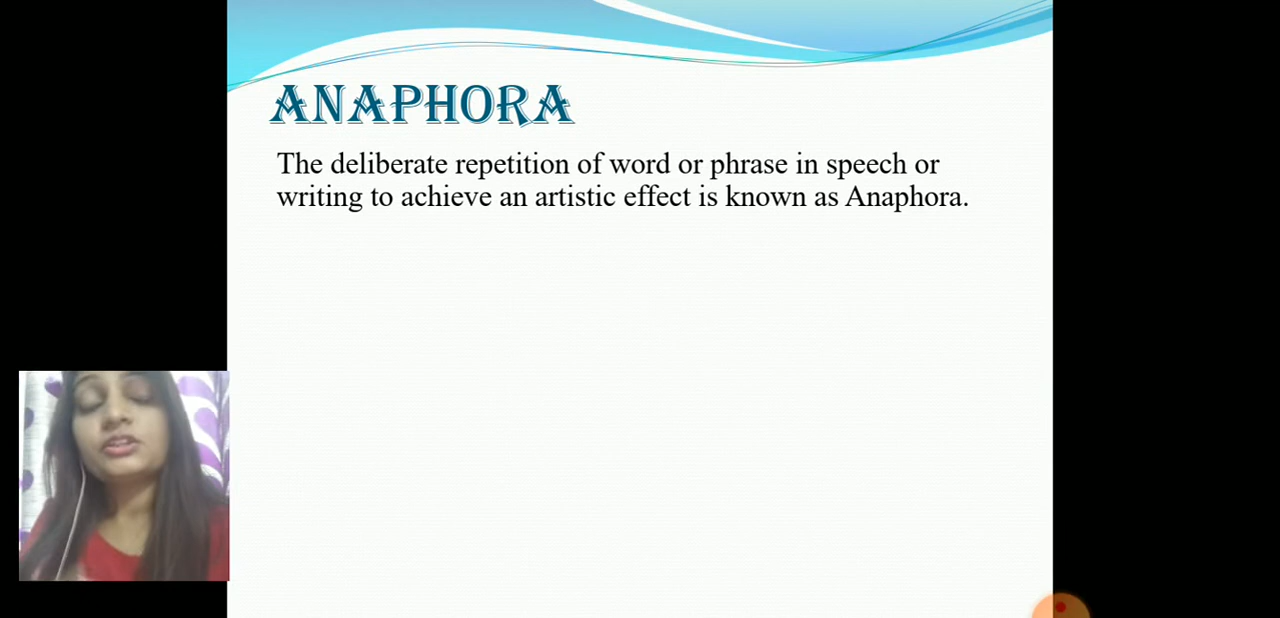 ANAPHORA
The deliberate repetition of word or phrase in speech or
writing to achieve an artistic effect is known as Anaphora.